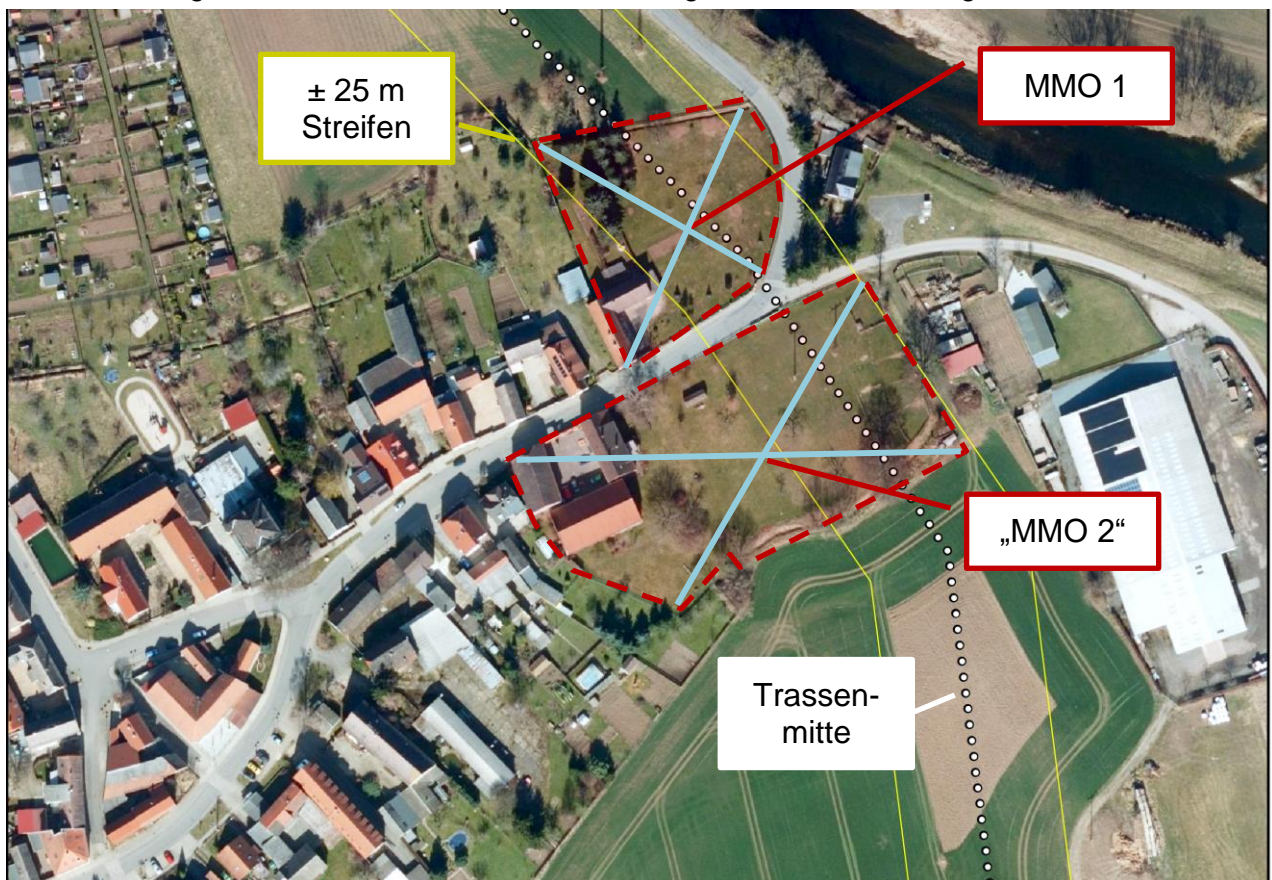 ± 25 m
Streifen
MMO 1
„MMO 2“
Trassen-
mitte